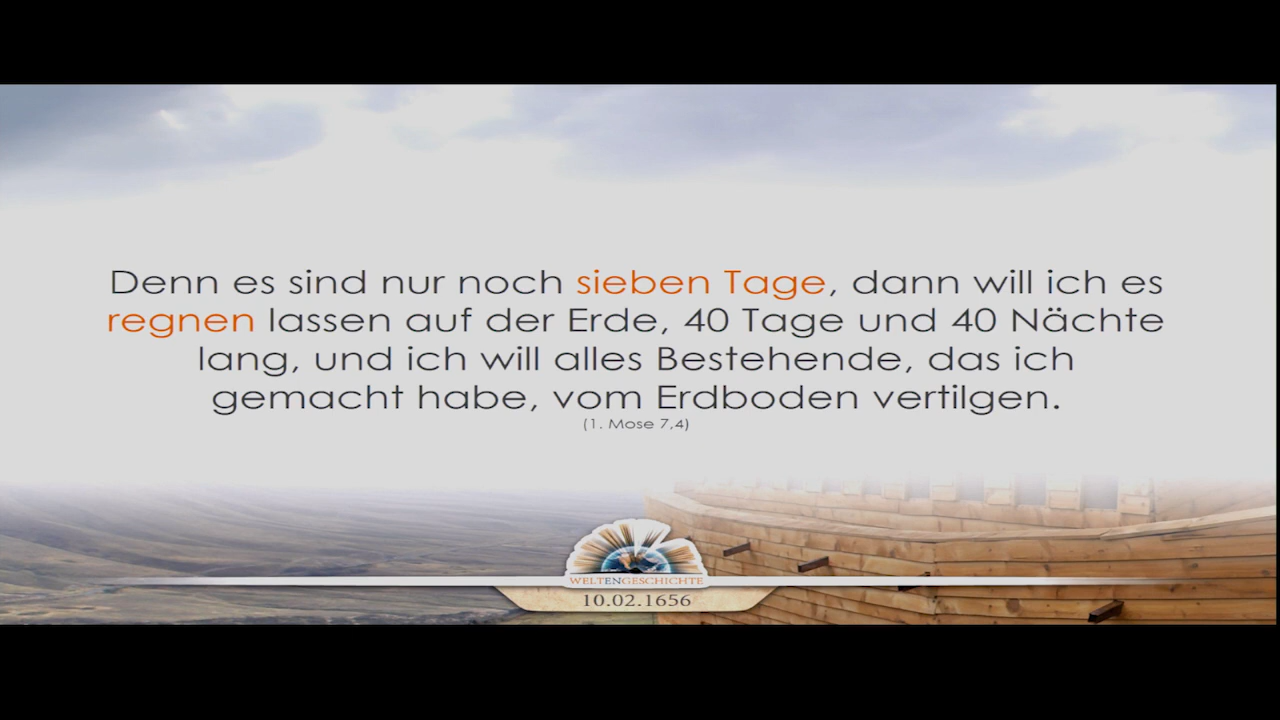 Denn es sind nur noch sieben Tage, dann will ich es
regnen lassen auf der Erde, 40 Tage und 40 Nächte
lang, und ich will alles Bestehende, das ich
gemacht habe, vom Erdboden vertilgen.
(1. Mose 7,4)
WELTENGESCHICHTE
10.02.1656